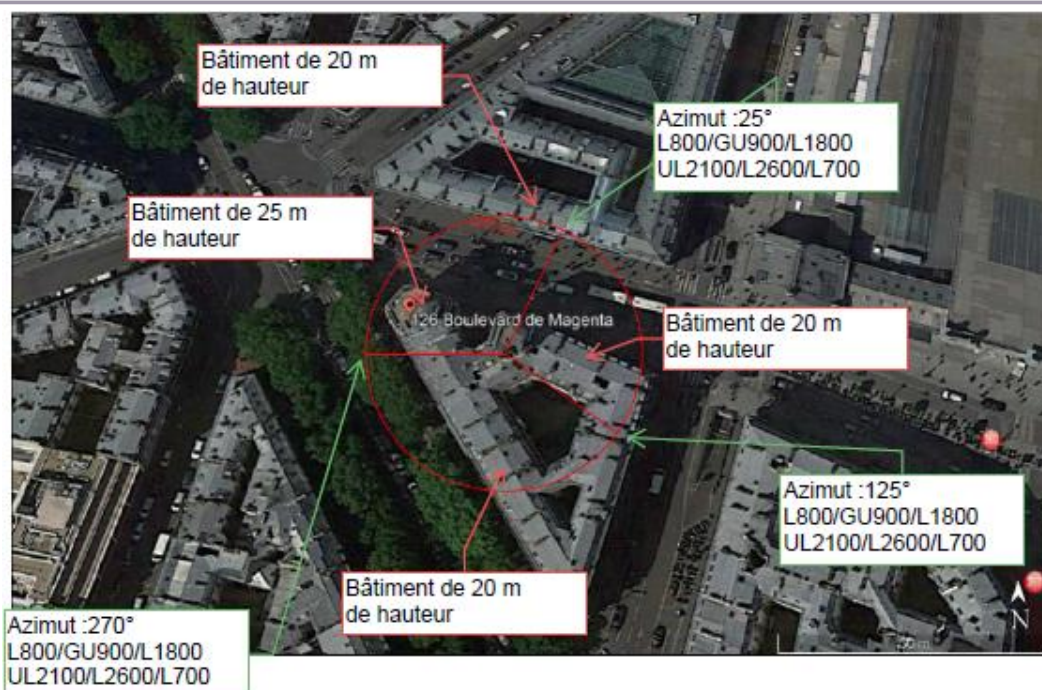 Bâtiment de 20 m
de hauteur
Azimut :25°
L800/GU900/L1800
UL2100/L2600/L700
Bâtiment de 25 m
de hauteur
126 Boulevard de Magenta
Bâtiment de 20 m
de hauteur
Azimut :125°
L800/GU900/L1800
UL2100/L2600/L700
Bâtiment de 20 m
de hauteur
N
50 m
Azimut :270°
L800/GU900/L1800
UL2100/L2600/L700